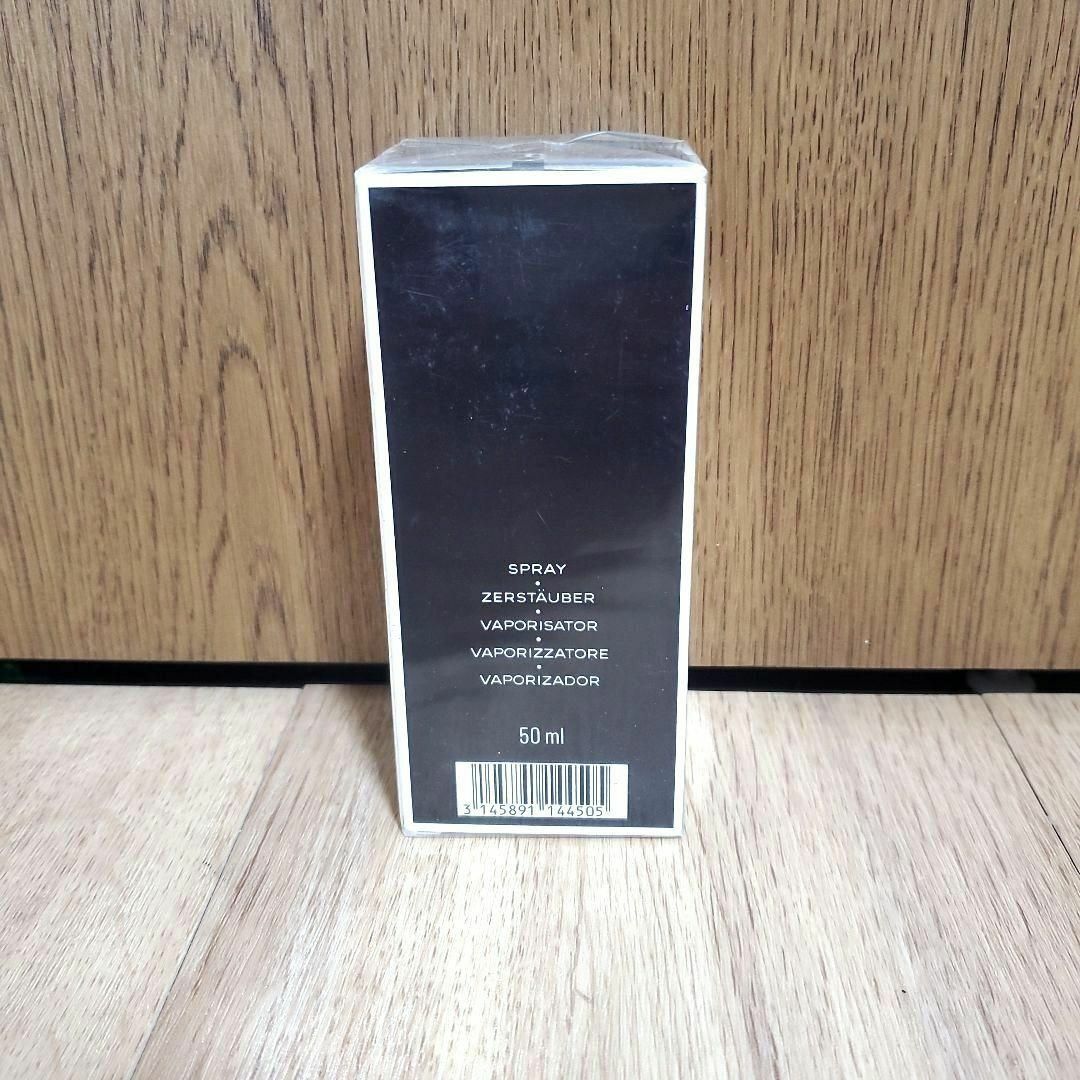 SPRAY
•
ZERSTÄUBER
•
VAPORISATOR
•
VAPORIZZATORE
•
VAPORIZADOR
50 ml
3 145891 144505